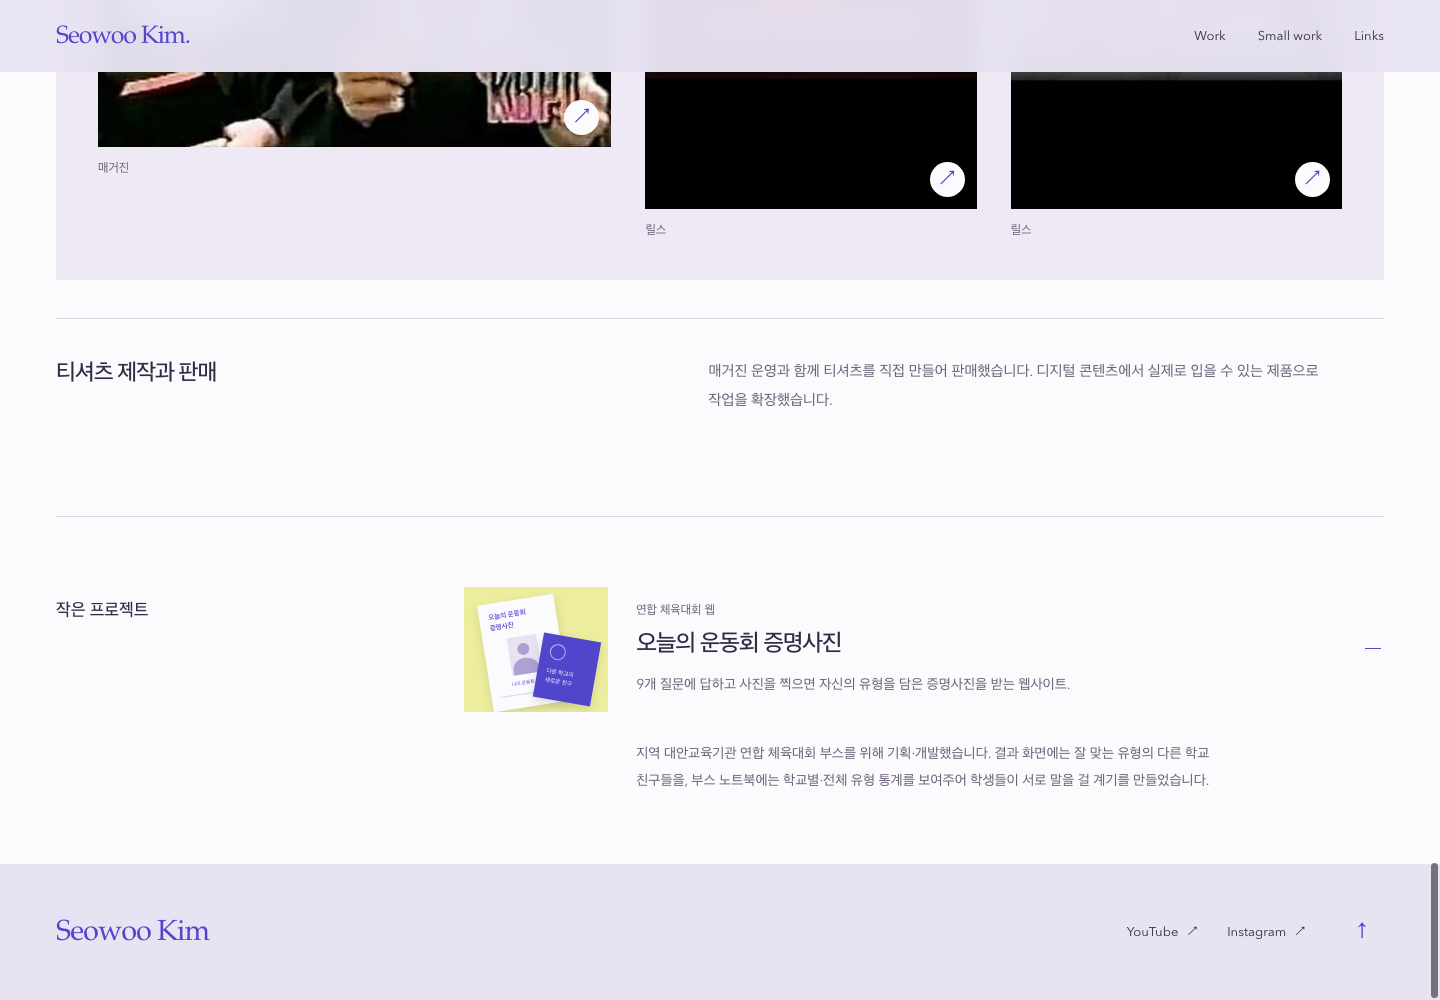 Seowoo Kim.
Work
Small work
Links
매거진
릴스
릴스
티셔츠 제작과 판매
매거진 운영과 함께 티셔츠를 직접 만들어 판매했습니다. 디지털 콘텐츠에서 실제로 입을 수 있는 제품으로
작업을 확장했습니다.
작은 프로젝트
오늘의 운동회
증명사진
다른 학교의
새로운 친구
연합 체육대회 웹
오늘의 운동회 증명사진
9개 질문에 답하고 사진을 찍으면 자신의 유형을 담은 증명사진을 받는 웹사이트.
지역 대안교육기관 연합 체육대회 부스를 위해 기획·개발했습니다. 결과 화면에는 잘 맞는 유형의 다른 학교
친구들을, 부스 노트북에는 학교별·전체 유형 통계를 보여주어 학생들이 서로 말을 걸 계기를 만들었습니다.
Seowoo Kim
YouTube ↗
Instagram ↗
↑